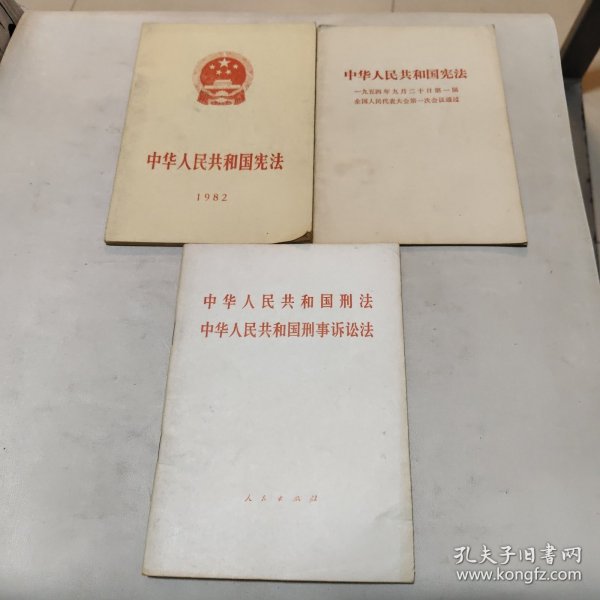 中华人民共和国宪法
1982
中华人民共和国宪法
一九五四年九月二十日第一届
全国人民代表大会第一次会议通过
中华人民共和国刑法
中华人民共和国刑事诉讼法
人民出版社
孔夫子旧书网
www.kongfz.com